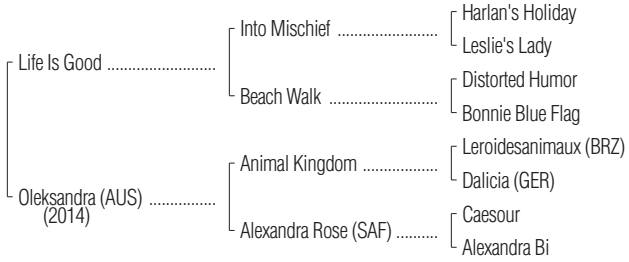 Harlan's Holiday
Into Mischief ....................
Leslie's Lady
Life Is Good ..........................
Distorted Humor
Beach Walk ..........................
Bonnie Blue Flag
Leroidesanimaux (BRZ)
Animal Kingdom ..................
Dalicia (GER)
Oleksandra (AUS) ...................
(2014)
Caesour
Alexandra Rose (SAF) ..........
Alexandra Bi